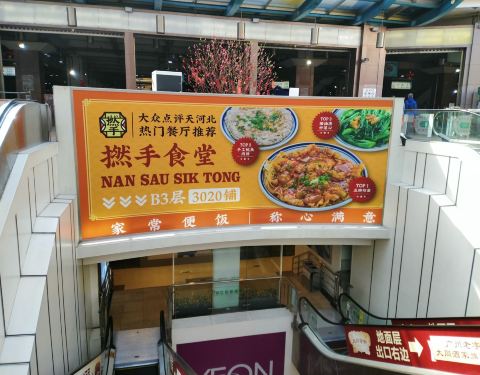 大众点评天河北
热门餐厅推荐
撚手食堂
NAN SAU SIK TONG
B3层 3020铺
TOP 3
TOP 2
TOP 1
家常便饭 称心满意
AEON
地面层
出口右边